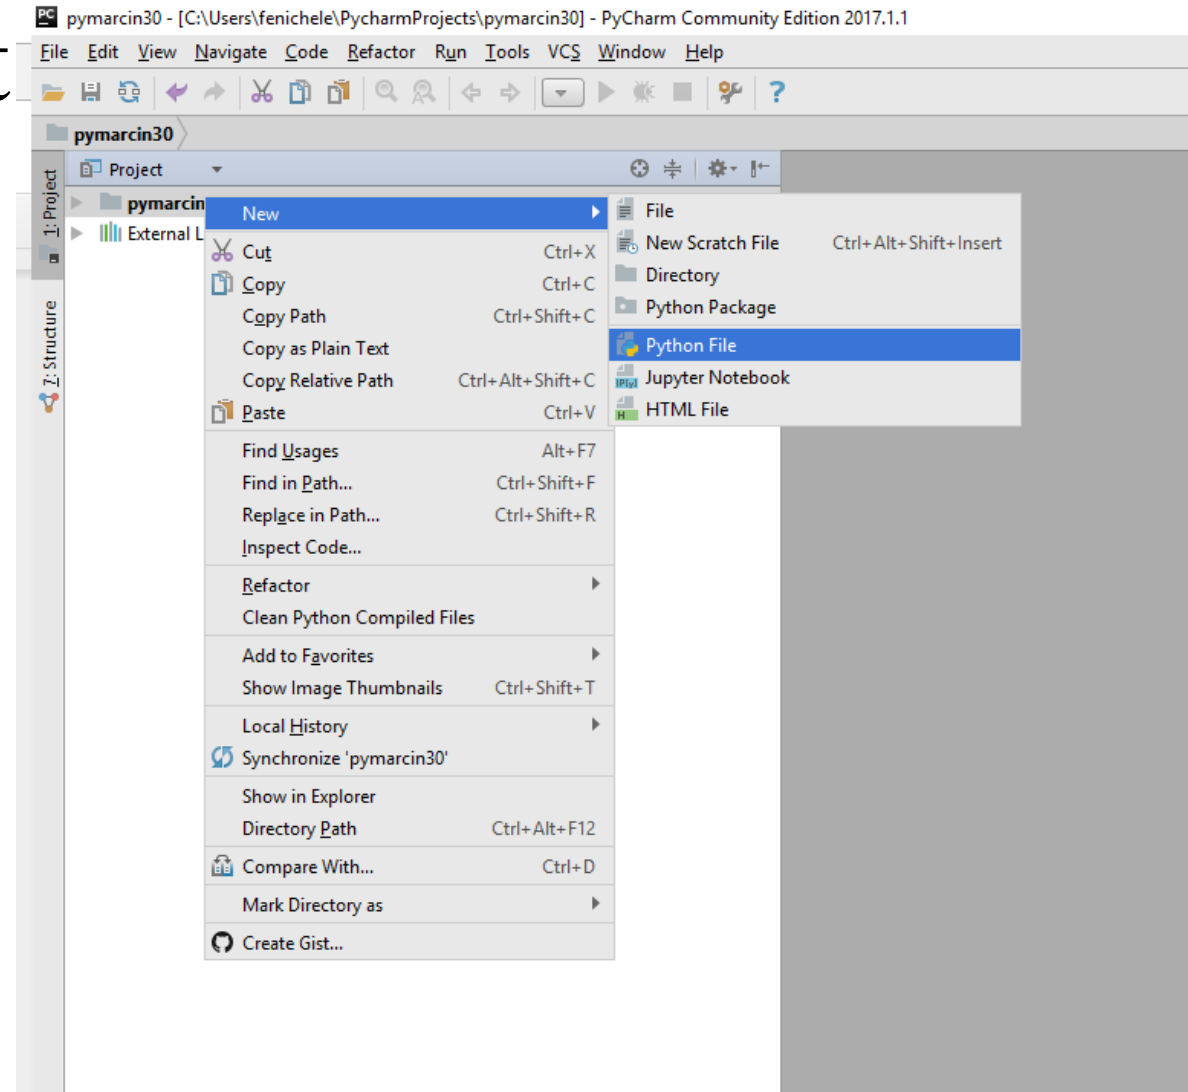 PC pymarcin30 - [C:\Users\fenichele\PycharmProjects\pymarcin30] - PyCharm Community Edition 2017.1.1
File Edit View Navigate Code Refactor Run Tools VCS Window Help
pymarcin30
Project
1: Project
7: Structure
pymarcin
External L
New
Cut Ctrl+X
Copy Ctrl+C
Copy Path Ctrl+Shift+C
Copy as Plain Text
Copy Relative Path Ctrl+Alt+Shift+C
Paste Ctrl+V
Find Usages Alt+F7
Find in Path... Ctrl+Shift+F
Replace in Path... Ctrl+Shift+R
Inspect Code...
Refactor
Clean Python Compiled Files
Add to Favorites
Show Image Thumbnails Ctrl+Shift+T
Local History
Synchronize 'pymarcin30'
Show in Explorer
Directory Path Ctrl+Alt+F12
Compare With... Ctrl+D
Mark Directory as
Create Gist...
File
New Scratch File Ctrl+Alt+Shift+Insert
Directory
Python Package
Python File
IP[y] Jupyter Notebook
H HTML File